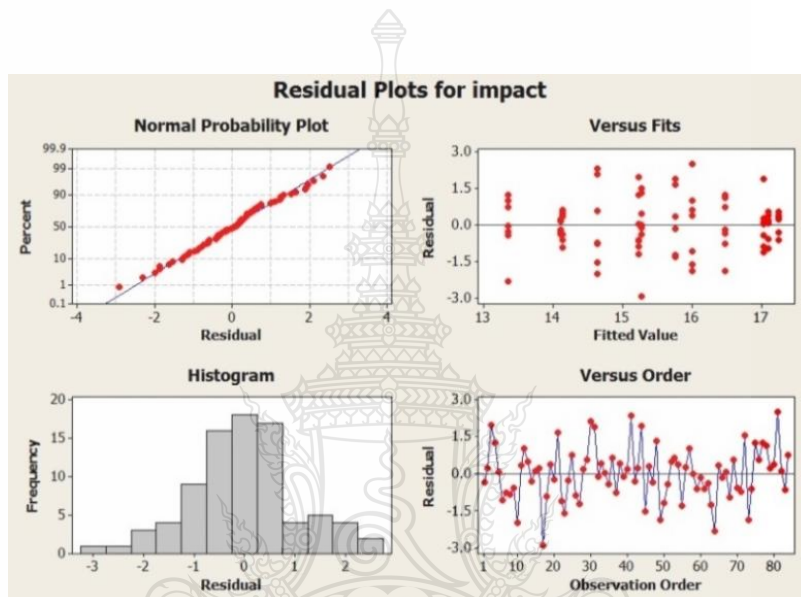 Residual Plots for impact
Normal Probability Plot
99.9
99
90
50
10
1
0.1
Percent
-4 -2 0 2 4
Residual
Versus Fits
3.0
1.5
0.0
-1.5
-3.0
Residual
13 14 15 16 17
Fitted Value
Histogram
20
15
10
5
0
Frequency
-3 -2 -1 0 1 2
Residual
Versus Order
3.0
1.5
0.0
-1.5
-3.0
Residual
1 10 20 30 40 50 60 70 80
Observation Order